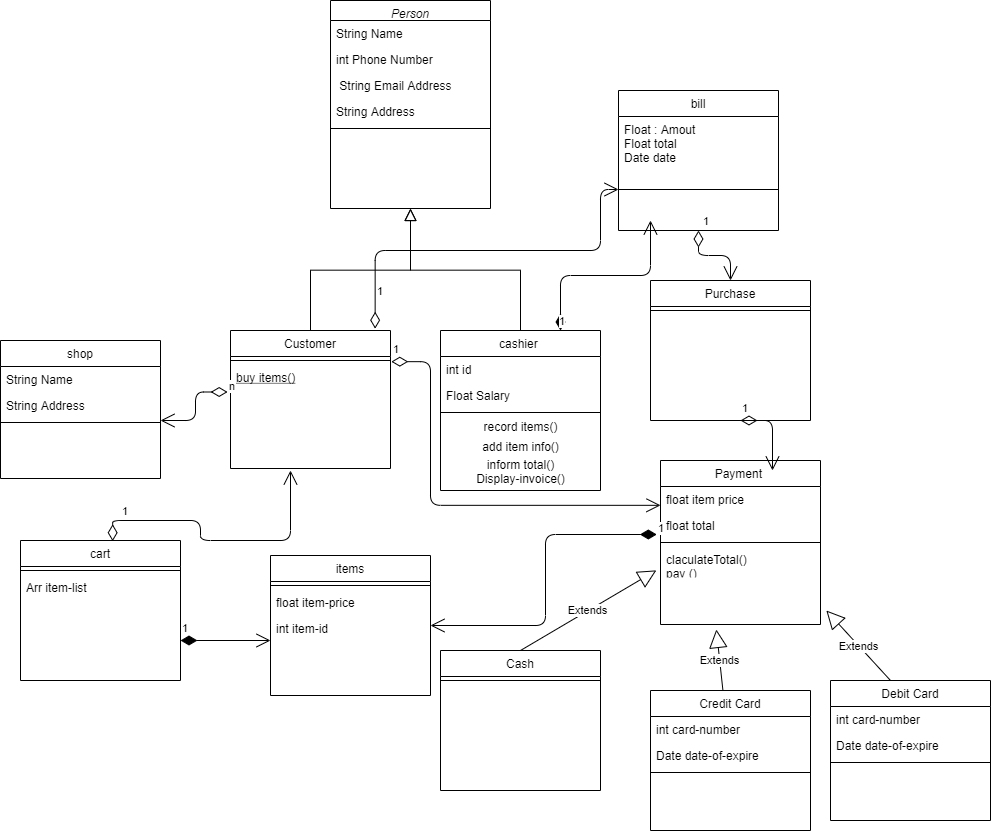 Person
String Name
int Phone Number
String Email Address
String Address
bill
Float : Amout
Float total
Date date
1
Purchase
1
1
Customer
buy items()
1
n
cashier
int id
Float Salary
record items()
add item info()
inform total()
Display-invoice()
1
shop
String Name
String Address
Payment
float item price
float total
claculateTotal()
pay ()
1
cart
Arr item-list
1
1
items
float item-price
int item-id
Extends
Cash
Extends
Credit Card
int card-number
Date date-of-expire
Extends
Debit Card
int card-number
Date date-of-expire